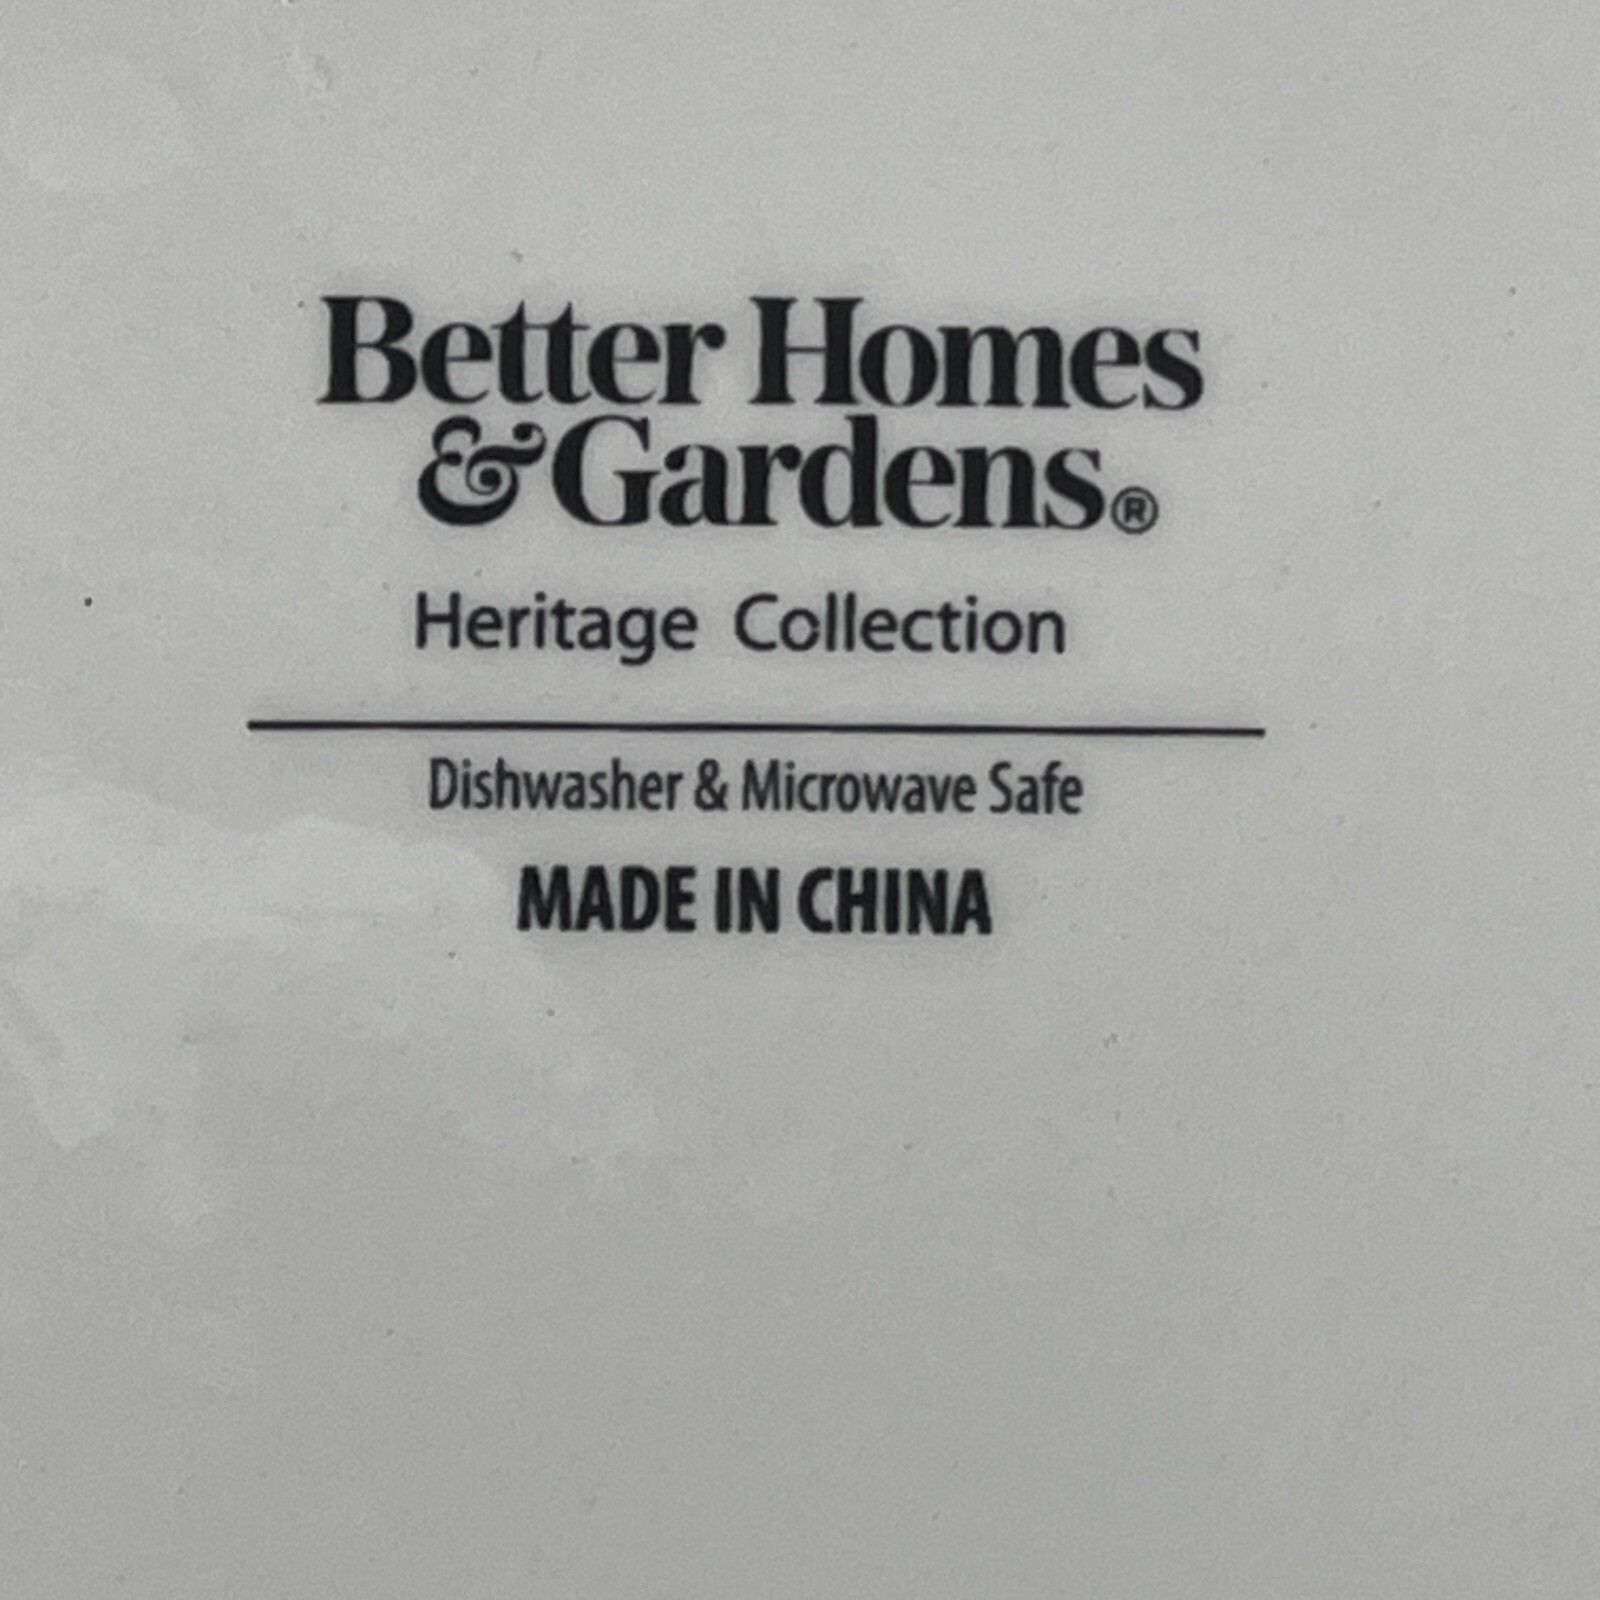 Better Homes
& Gardens®
Heritage Collection
Dishwasher & Microwave Safe
MADE IN CHINA